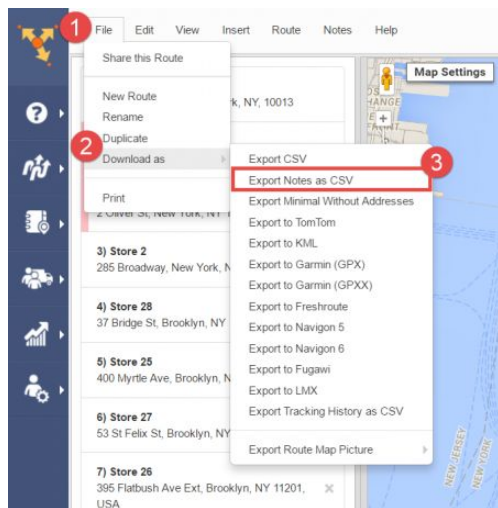 1
File Edit View Insert Route Notes Help
Share this Route
Map Settings
New Route
NY, 10013
Rename
Duplicate
2
Download as
Export CSV
3
Export Notes as CSV
Print
Export Minimal Without Addresses
2 Oliver St, New York, NY
Export to TomTom
Export to KML
3) Store 2
285 Broadway, New York, N
Export to Garmin (GPX)
Export to Garmin (GPXX)
4) Store 28
Export to Freshroute
37 Bridge St, Brooklyn, NY
Export to Navigon 5
Export to Navigon 6
5) Store 25
400 Myrtle Ave, Brooklyn, N
Export to Fugawi
Export to LMX
6) Store 27
Export Tracking History as CSV
53 St Felix St, Brooklyn, NY
Export Route Map Picture
7) Store 26
395 Flatbush Ave Ext, Brooklyn, NY 11201,
USA
NEW JERSEY
NEW YORK